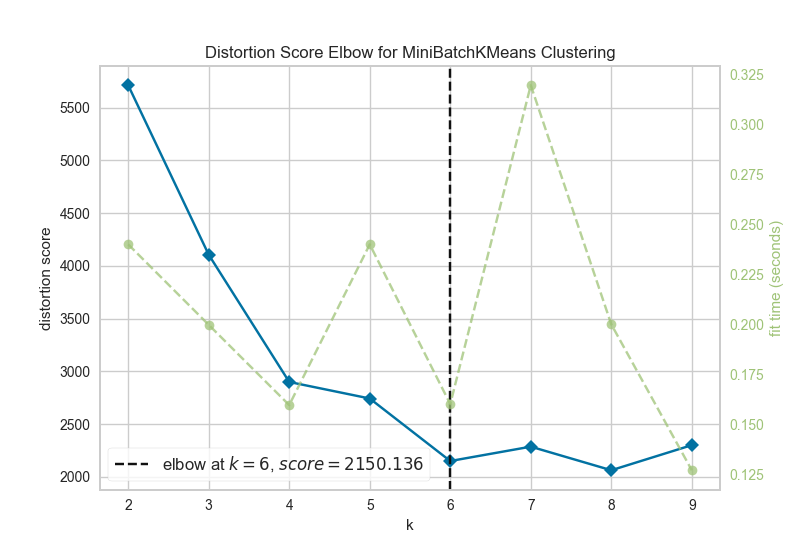 Distortion Score Elbow for MiniBatchKMeans Clustering
distortion score
5500
5000
4500
4000
3500
3000
2500
2000
0.325
0.300
0.275
0.250
0.225
0.200
0.175
0.150
0.125
fit time (seconds)
elbow at k = 6, score = 2150.136
2 3 4 5 6 7 8 9
k